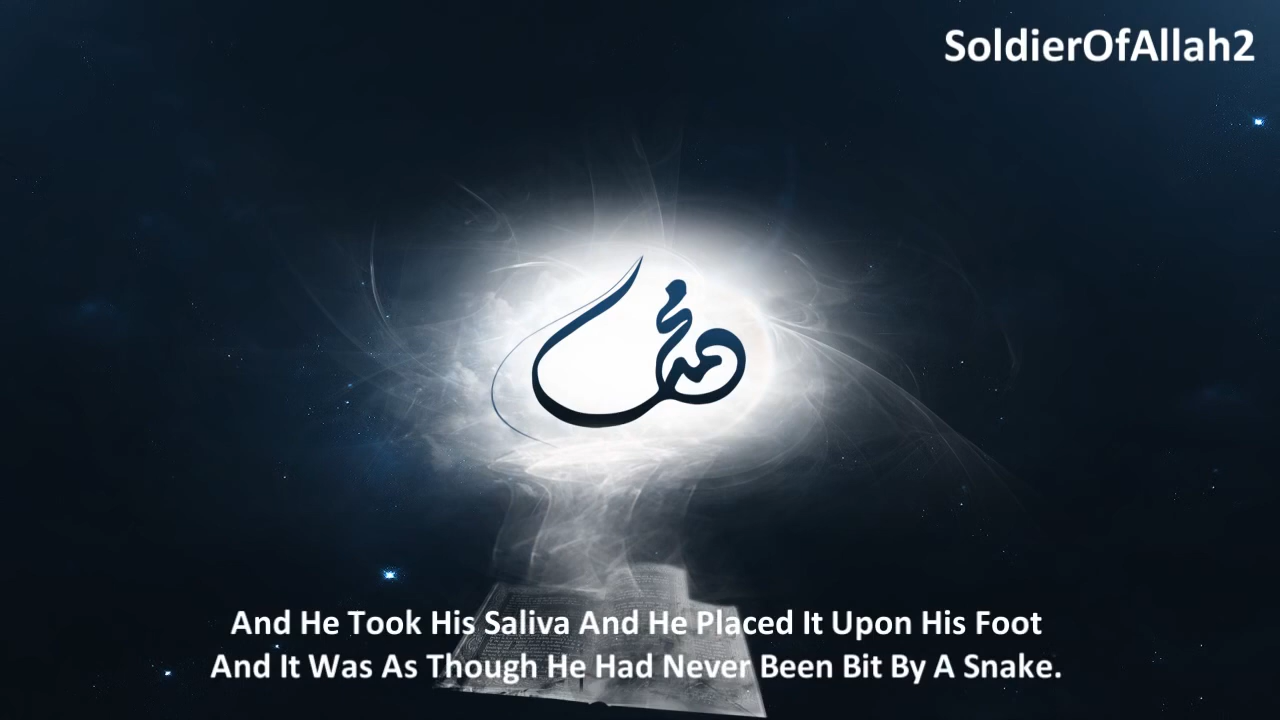 SoldierOfAllah2
محمد
And He Took His Saliva And He Placed It Upon His Foot
And It Was As Though He Had Never Been Bit By A Snake.